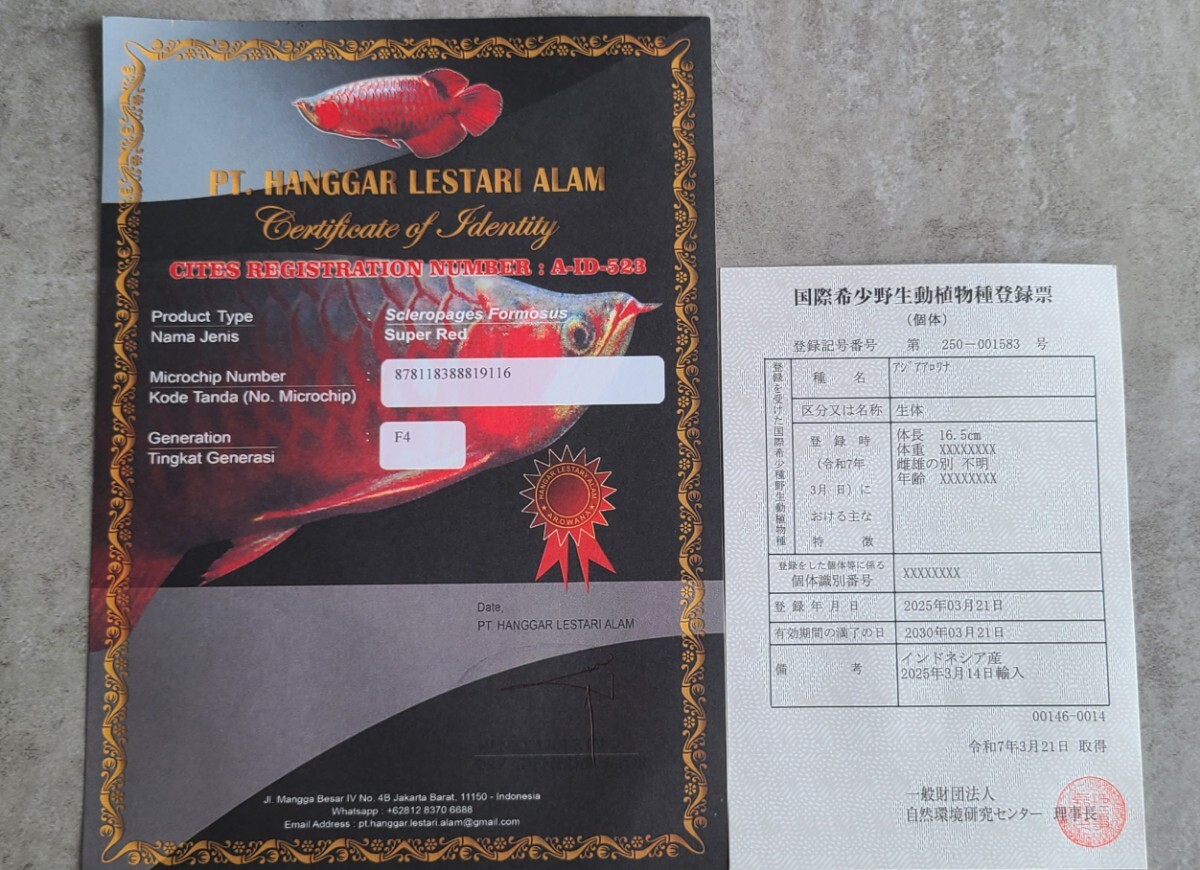 PT. HANGGAR LESTARI ALAM
Certificate of Identity
CITES REGISTRATION NUMBER : A-ID-523
Product Type : Scleropages Formosus
Nama Jenis Super Red
Microchip Number : 878118388819116
Kode Tanda (No. Microchip)
Generation : F4
Tingkat Generasi
HANGGAR LESTARY ALAM
AROWANA
Date,
PT. HANGGAR LESTARI ALAM
Jl. Mangga Besar IV No. 4B Jakarta Barat, 11150 - Indonesia
Whatsapp : +62812 8370 6688
Email Address : pt.hanggar.lestari.alam@gmail.com
国際希少野生動植物種登録票
(個体)
登録記号番号 第 250-001583 号
登録を受けた国際希少野生動植物種
種名 アジアアロワナ
区分又は名称 生体
登録時
(令和7年
3月 日)に
おける主な
特徴
体長 16.5cm
体重 XXXXXXXX
雌雄の別 不明
年齢 XXXXXXXX
登録をした個体等に係る
個体識別番号 XXXXXXXX
登録年月日 2025年03月21日
有効期間の満了の日 2030年03月21日
備考 インドネシア産
2025年3月14日輸入
00146-0014
令和7年3月21日 取得
一般財団法人
自然環境研究センター 理事長